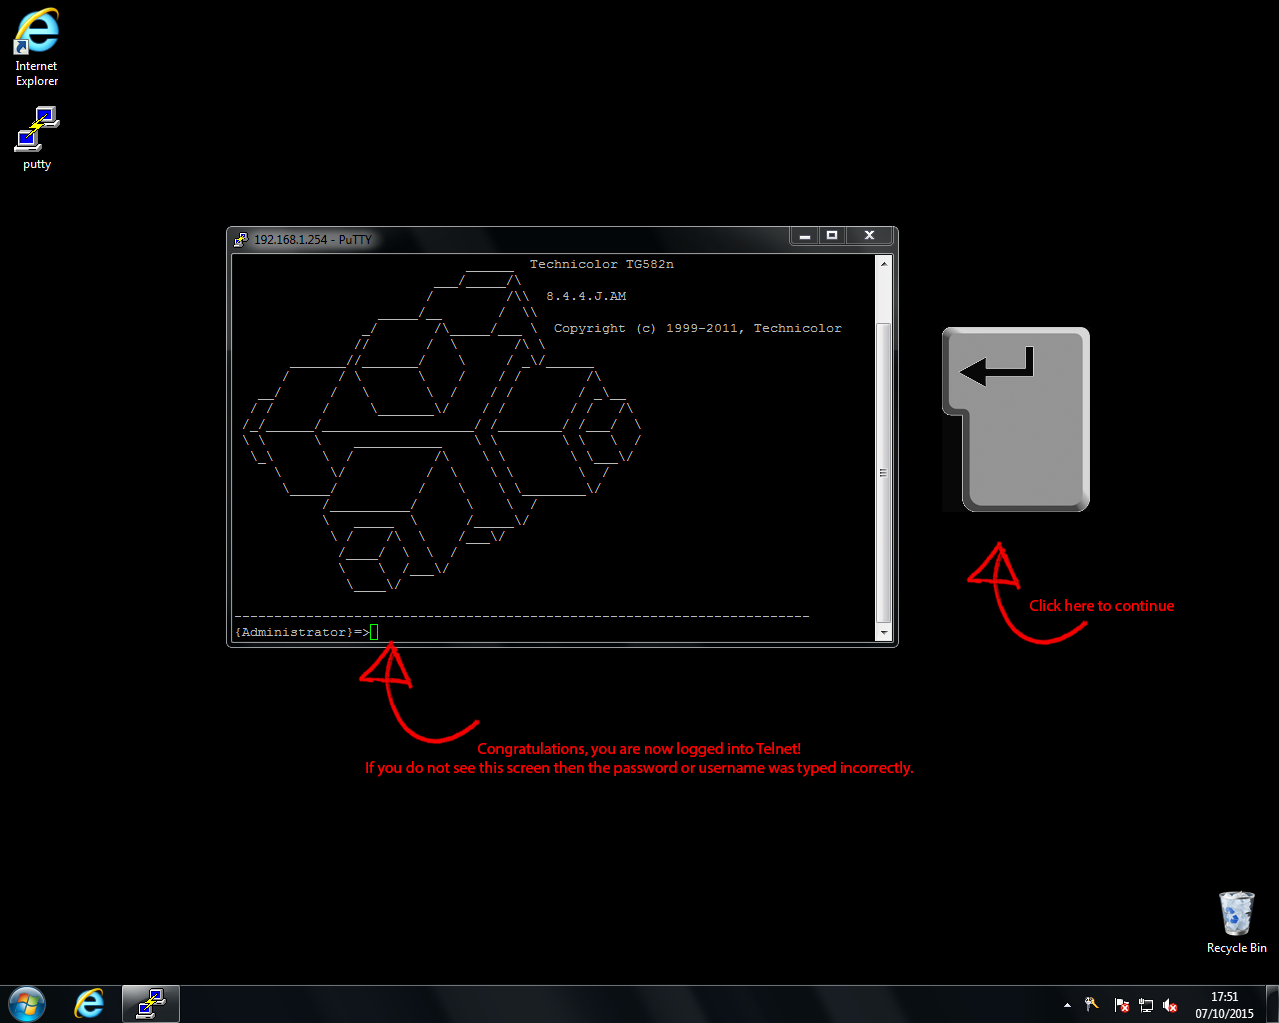 Internet
Explorer
putty
192.168.1.254 - PuTTY
Technicolor TG582n
8.4.4.J.AM
Copyright (c) 1999-2011, Technicolor
{Administrator}=>
Click here to continue
Congratulations, you are now logged into Telnet!
If you do not see this screen then the password or username was typed incorrectly.
Recycle Bin
17:51
07/10/2015